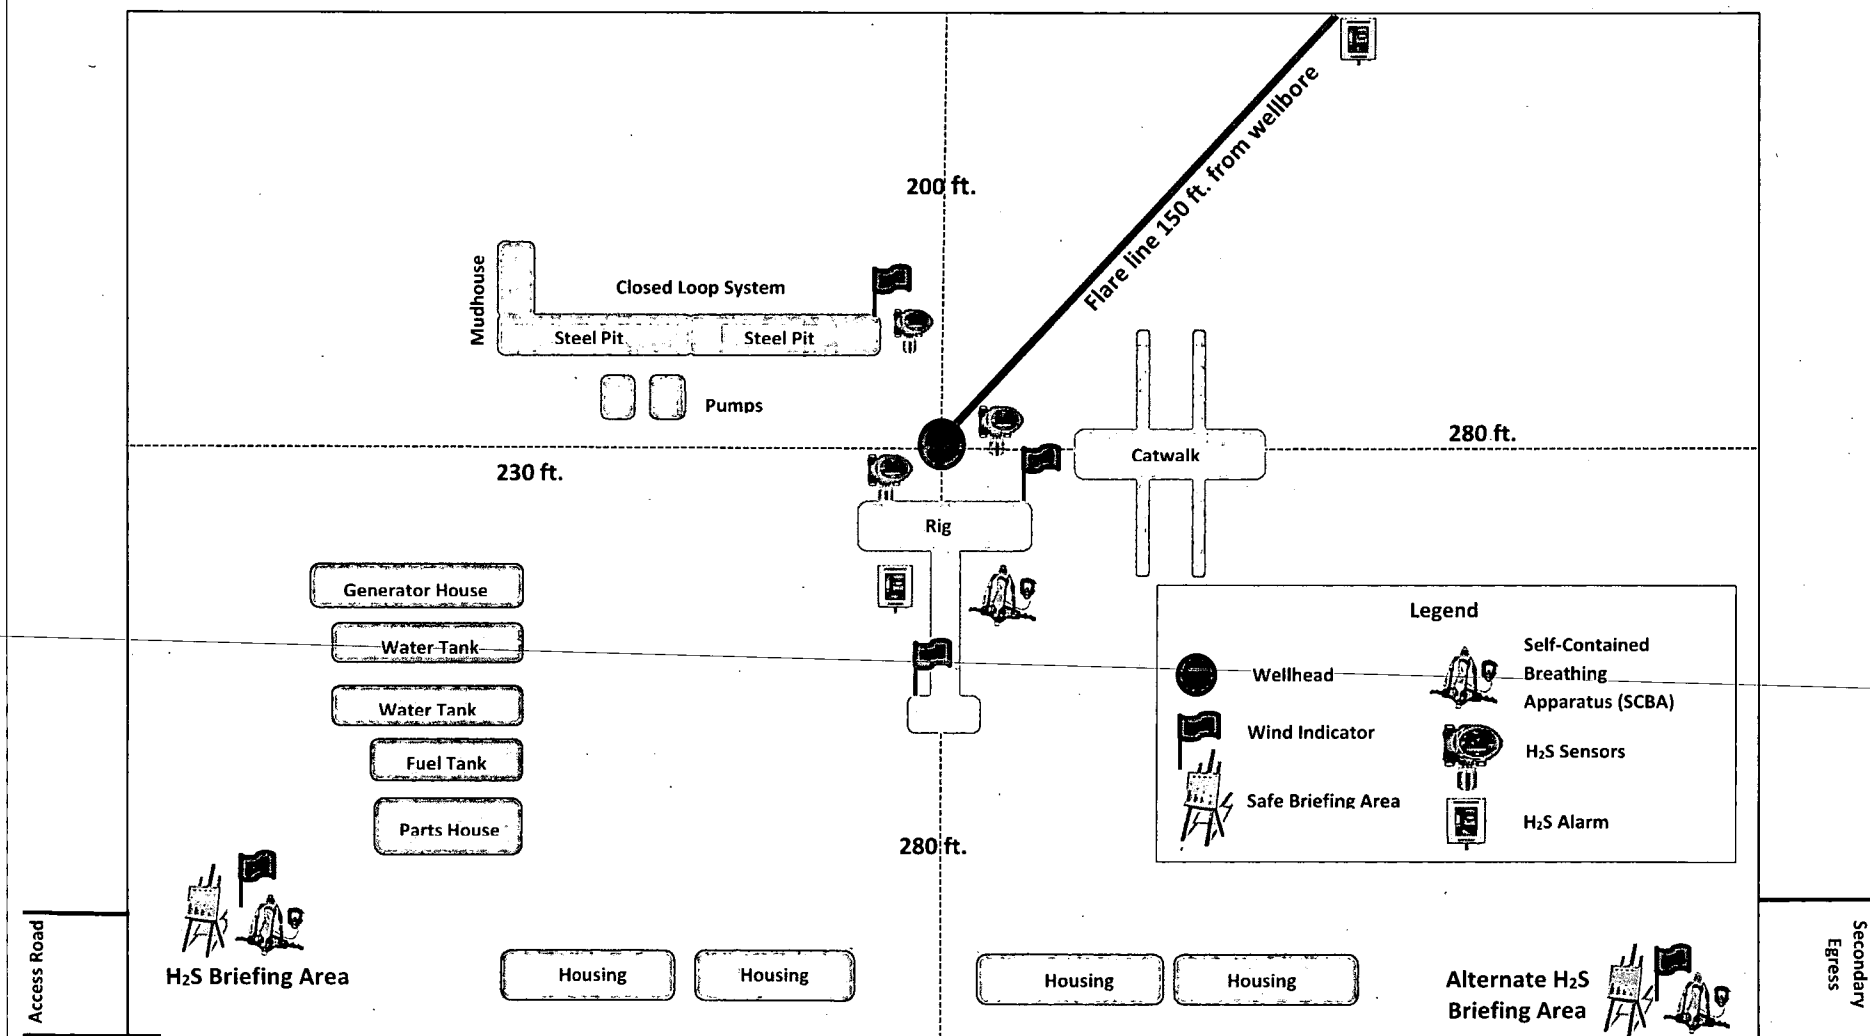 Flare line 150 ft. from wellbore
200 ft.
Mudhouse
Closed Loop System
Steel Pit
Steel Pit
Pumps
280 ft.
230 ft.
Catwalk
Rig
Generator House
Water Tank
Water Tank
Fuel Tank
Parts House
280 ft.
Legend
Wellhead
Wind Indicator
Safe Briefing Area
Self-Contained
Breathing
Apparatus (SCBA)
H₂S Sensors
H₂S Alarm
Access Road
H₂S Briefing Area
Housing
Housing
Housing
Housing
Alternate H₂S
Briefing Area
Secondary
Egress